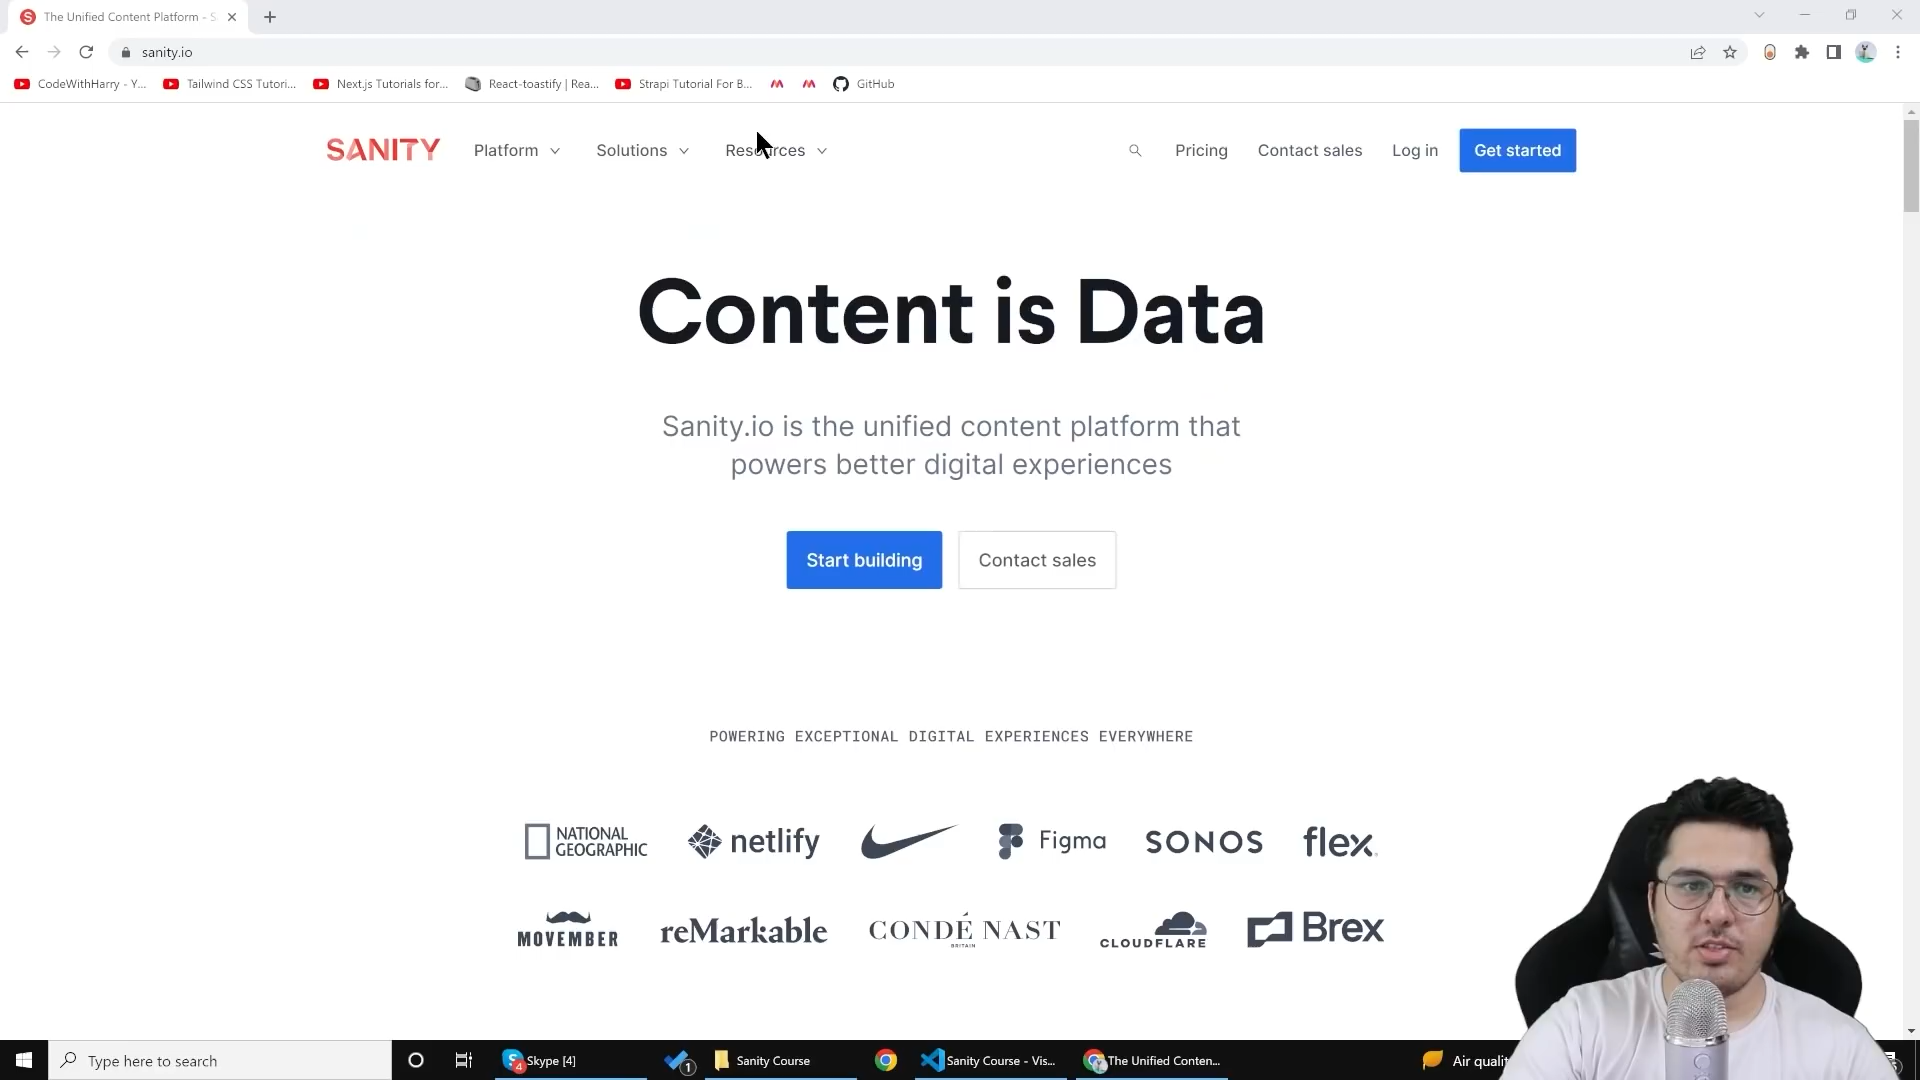 The Unified Content Platform - S
sanity.io
CodeWithHarry - Y...
Tailwind CSS Tutori...
Next.js Tutorials for...
React-toastify | Rea...
Strapi Tutorial For B...
GitHub
SANITY
Platform
Solutions
Resources
Pricing
Contact sales
Log in
Get started
Content is Data
Sanity.io is the unified content platform that
powers better digital experiences
Start building
Contact sales
POWERING EXCEPTIONAL DIGITAL EXPERIENCES EVERYWHERE
NATIONAL
GEOGRAPHIC
netlify
Figma
SONOS
flex.
MOVEMBER
reMarkable
CONDÉ NAST
BRITAIN
CLOUDFLARE
Brex
Type here to search
Skype [4]
4
1
Sanity Course
Sanity Course - Vis...
The Unified Conten...
Air qualit